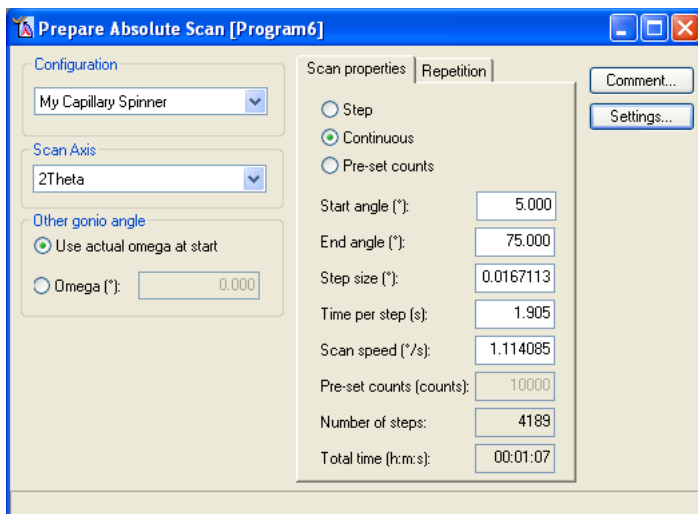 Prepare Absolute Scan [Program6]
Configuration
My Capillary Spinner
Scan Axis
2Theta
Other gonio angle
Use actual omega at start
Omega (°): 0.000
Scan properties Repetition
Step
Continuous
Pre-set counts
Start angle (°): 5.000
End angle (°): 75.000
Step size (°): 0.0167113
Time per step (s): 1.905
Scan speed (°/s): 1.114085
Pre-set counts (counts): 10000
Number of steps: 4189
Total time (h:m:s): 00:01:07
Comment...
Settings...